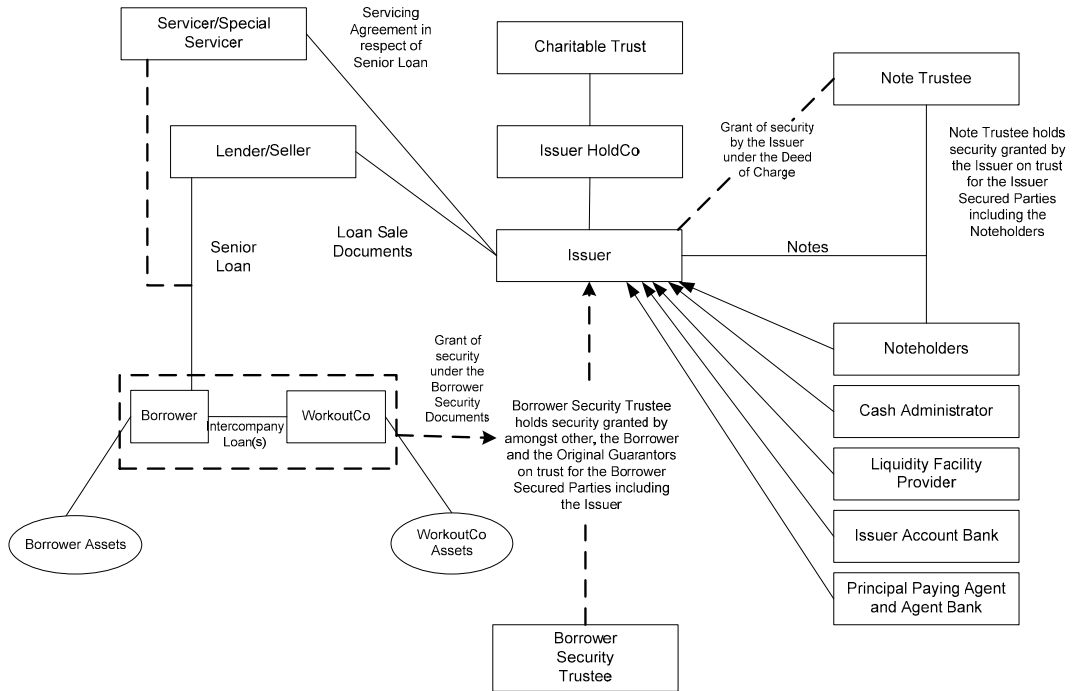 Servicer/Special
Servicer
Servicing
Agreement in
respect of
Senior Loan
Charitable Trust
Note Trustee
Lender/Seller
Issuer HoldCo
Grant of security
by the Issuer
under the Deed
of Charge
Note Trustee holds
security granted by
the Issuer on trust
for the Issuer
Secured Parties
including the
Noteholders
Senior
Loan
Loan Sale
Documents
Issuer
Notes
Noteholders
Grant of
security
under the
Borrower
Security
Documents
Borrower
Intercompany
Loan(s)
WorkoutCo
Borrower Security Trustee
holds security granted by
amongst other, the Borrower
and the Original Guarantors
on trust for the Borrower
Secured Parties including
the Issuer
Cash Administrator
Liquidity Facility
Provider
Borrower Assets
WorkoutCo
Assets
Issuer Account Bank
Principal Paying Agent
and Agent Bank
Borrower
Security
Trustee